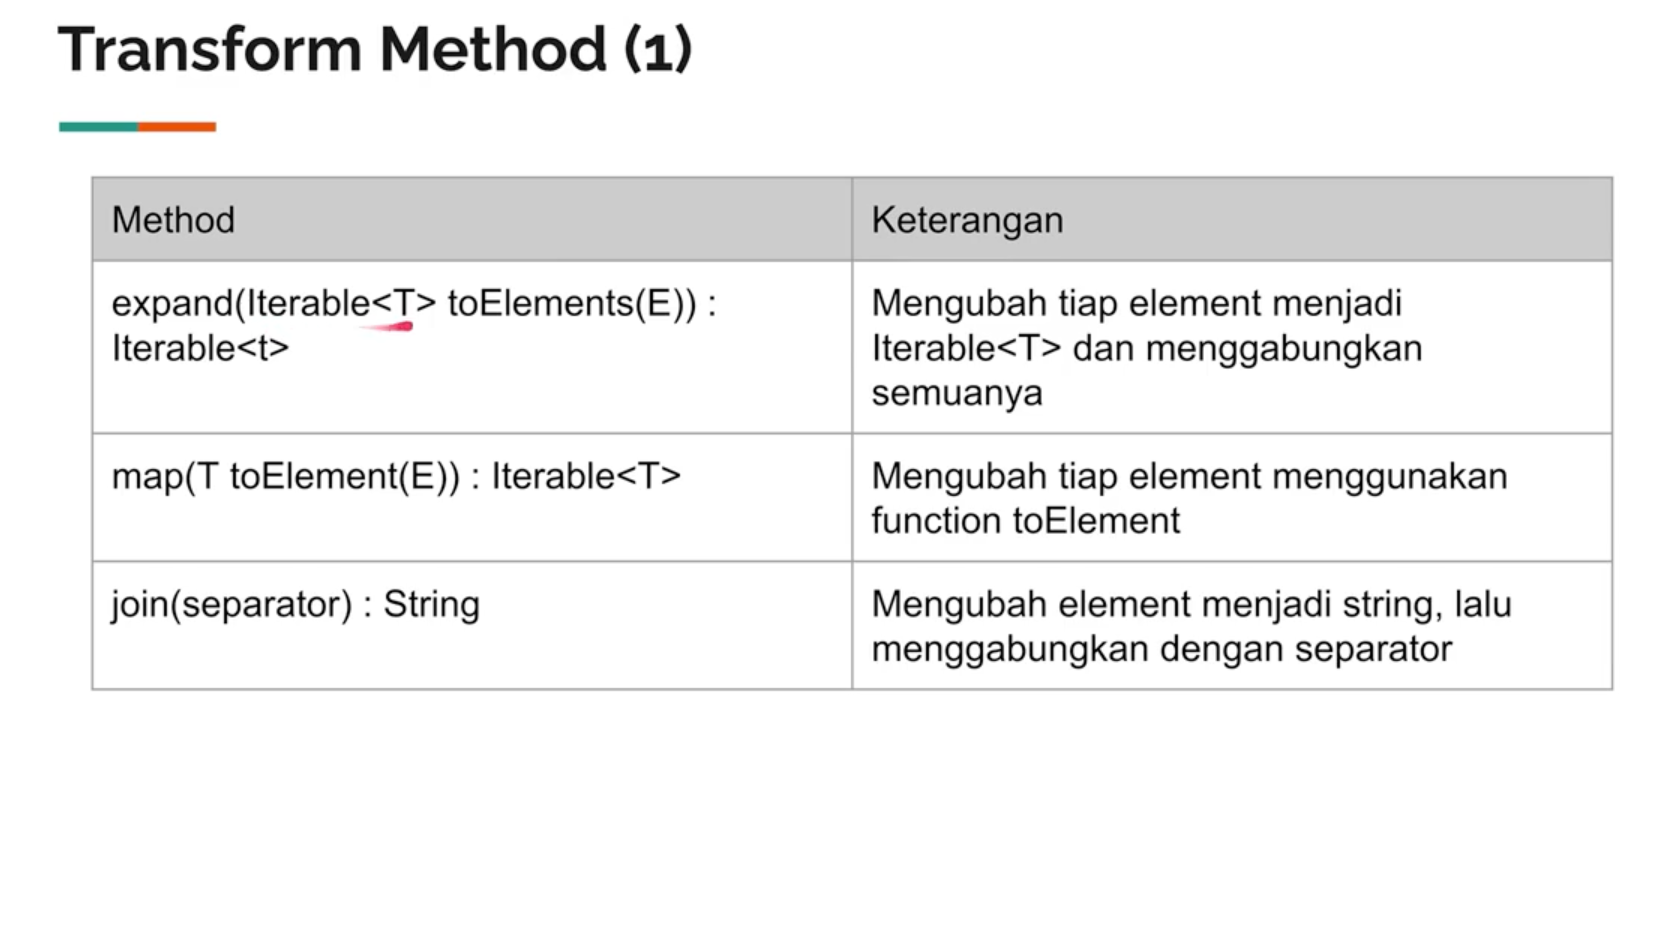 Transform Method (1)
Method
Keterangan
expand(Iterable<T> toElements(E)) :
Iterable<t>
Mengubah tiap element menjadi
Iterable<T> dan menggabungkan
semuanya
map(T toElement(E)) : Iterable<T>
Mengubah tiap element menggunakan
function toElement
join(separator) : String
Mengubah element menjadi string, lalu
menggabungkan dengan separator